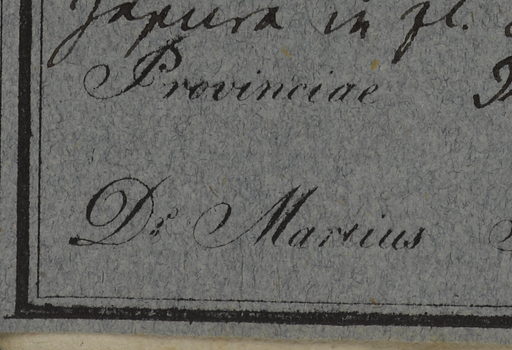 Japura in fl.
Provinciae
Dr. Martius